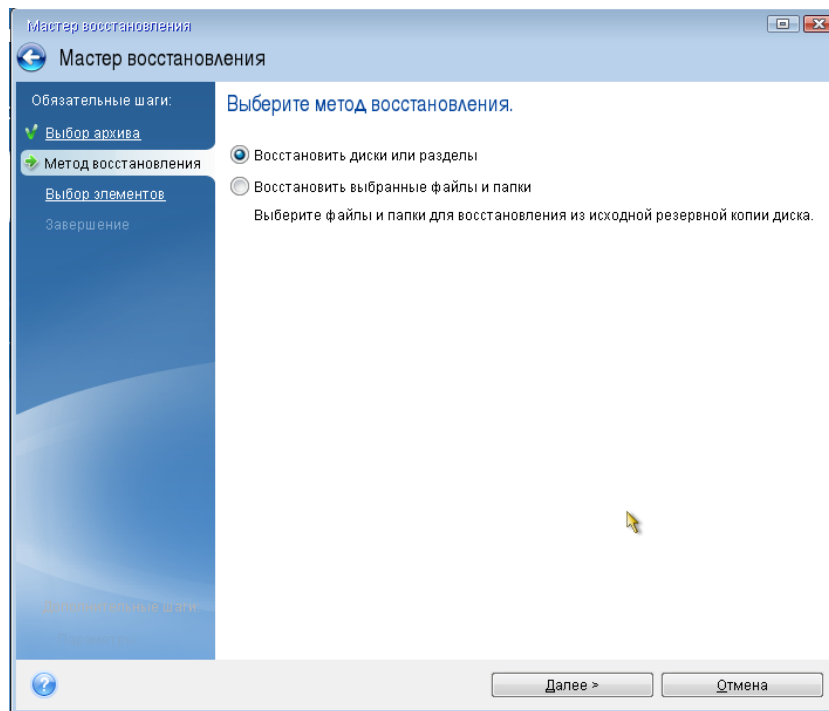 Мастер восстановления
Мастер восстановления
Обязательные шаги:
Выбор архива
Метод восстановления
Выбор элементов
Завершение
Выберите метод восстановления.
Восстановить диски или разделы
Восстановить выбранные файлы и папки
Выберите файлы и папки для восстановления из исходной резервной копии диска.
шаги:
Далее >
Отмена